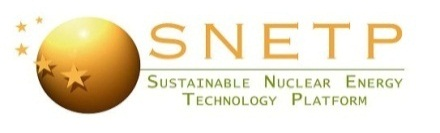 SNETP
SUSTAINABLE NUCLEAR ENERGY
TECHNOLOGY PLATFORM